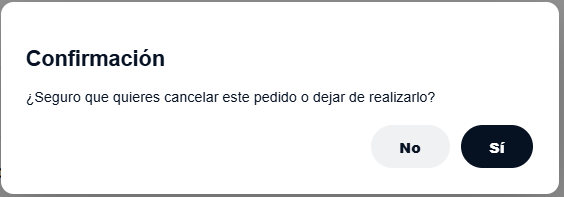 Confirmación
¿Seguro que quieres cancelar este pedido o dejar de realizarlo?
No
Sí